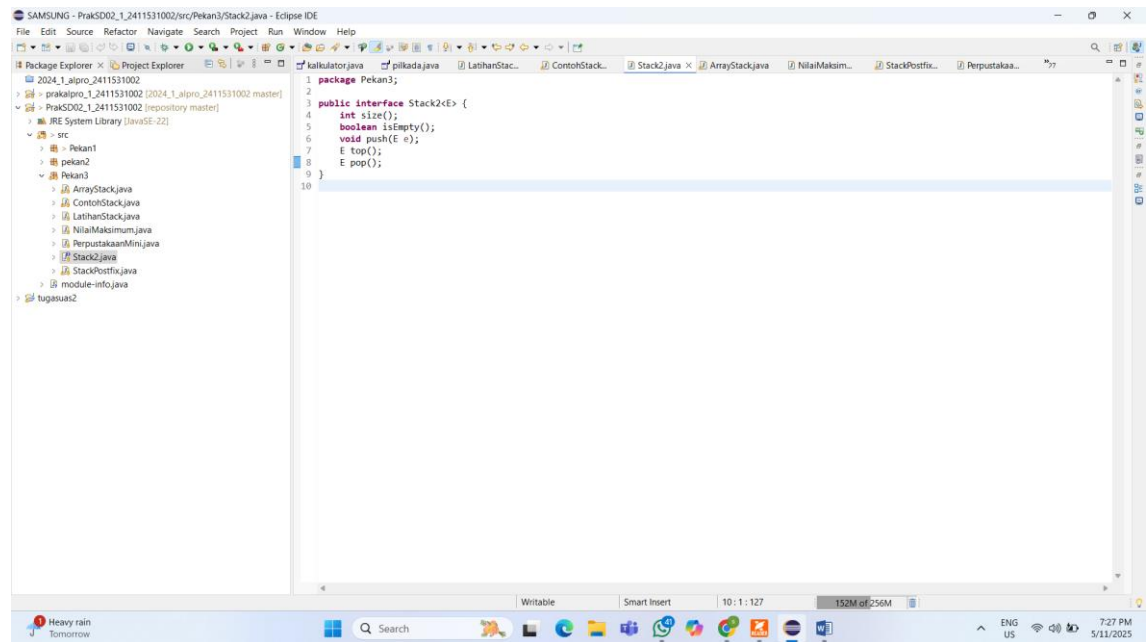 SAMSUNG - PrakSD02_1_2411531002/src/Pekan3/Stack2.java - Eclipse IDE
File Edit Source Refactor Navigate Search Project Run Window Help
Package Explorer Project Explorer
kalkulator.java pilkada.java LatihanStac... ContohStack... Stack2.java ArrayStack.java NilaiMaksim... StackPostfix... Perpustakaa... »77
2024_1_alpro_2411531002
> prakalpro_1_2411531002 [2024_1_alpro_2411531002 master]
> PrakSD02_1_2411531002 [repository master]
JRE System Library [JavaSE-22]
> src
> Pekan1
pekan2
Pekan3
ArrayStack.java
ContohStack.java
LatihanStack.java
NilaiMaksimum.java
PerpustakaanMini.java
Stack2.java
StackPostfix.java
module-info.java
tugasuas2
1 package Pekan3;
2
3 public interface Stack2<E> {
4 int size();
5 boolean isEmpty();
6 void push(E e);
7 E top();
8 E pop();
9 }
10
Writable Smart Insert 10 : 1 : 127 152M of 256M
Heavy rain
Tomorrow
Search
ENG
US
7:27 PM
5/11/2025